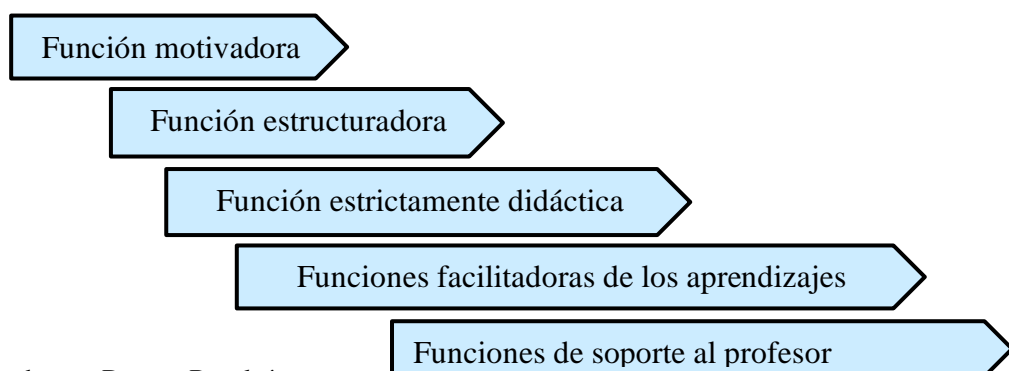 Función motivadora
Función estructuradora
Función estrictamente didáctica
Funciones facilitadoras de los aprendizajes
Funciones de soporte al profesor